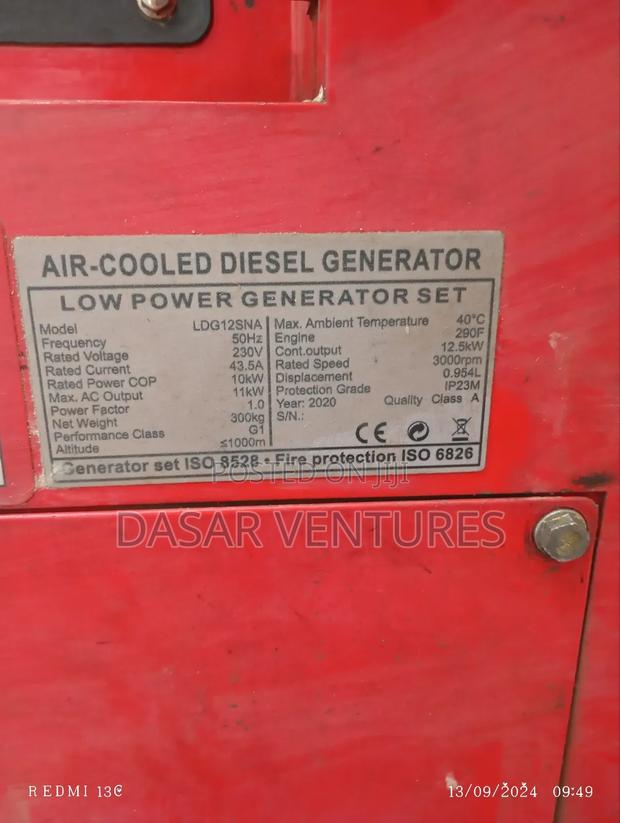 AIR-COOLED DIESEL GENERATOR
LOW POWER GENERATOR SET
Model LDG12SNA
Frequency 50Hz
Rated Voltage 230V
Rated Current 43.5A
Rated Power COP 10kW
Max. AC Output 11kW
Power Factor 1.0
Net Weight 300kg
Performance Class G1
Altitude ≤1000m
Max. Ambient Temperature 40°C
Engine 290F
Cont.output 12.5kW
Rated Speed 3000rpm
Displacement 0.954L
Protection Grade IP23M
Year: 2020 Quality Class A
S/N.:
CE
Generator set ISO 8528 • Fire protection ISO 6826
POSTED ON JIJI
DASAR VENTURES
REDMI 13C
13/09/2024 09:49